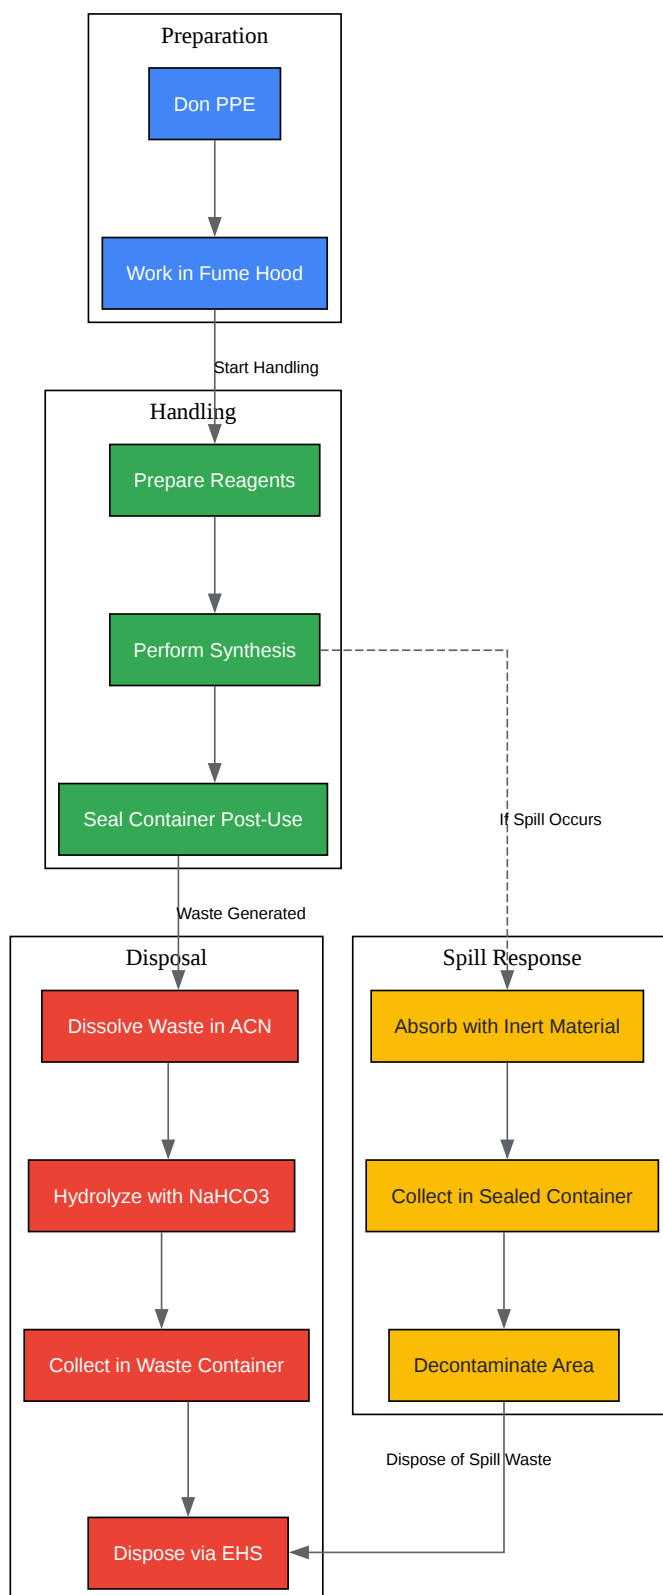 Preparation
Don PPE
Work in Fume Hood
Start Handling
Handling
Prepare Reagents
Perform Synthesis
Seal Container Post-Use
If Spill Occurs
Waste Generated
Disposal
Spill Response
Dissolve Waste in ACN
Absorb with Inert Material
Hydrolyze with NaHCO3
Collect in Sealed Container
Collect in Waste Container
Decontaminate Area
Dispose of Spill Waste
Dispose via EHS